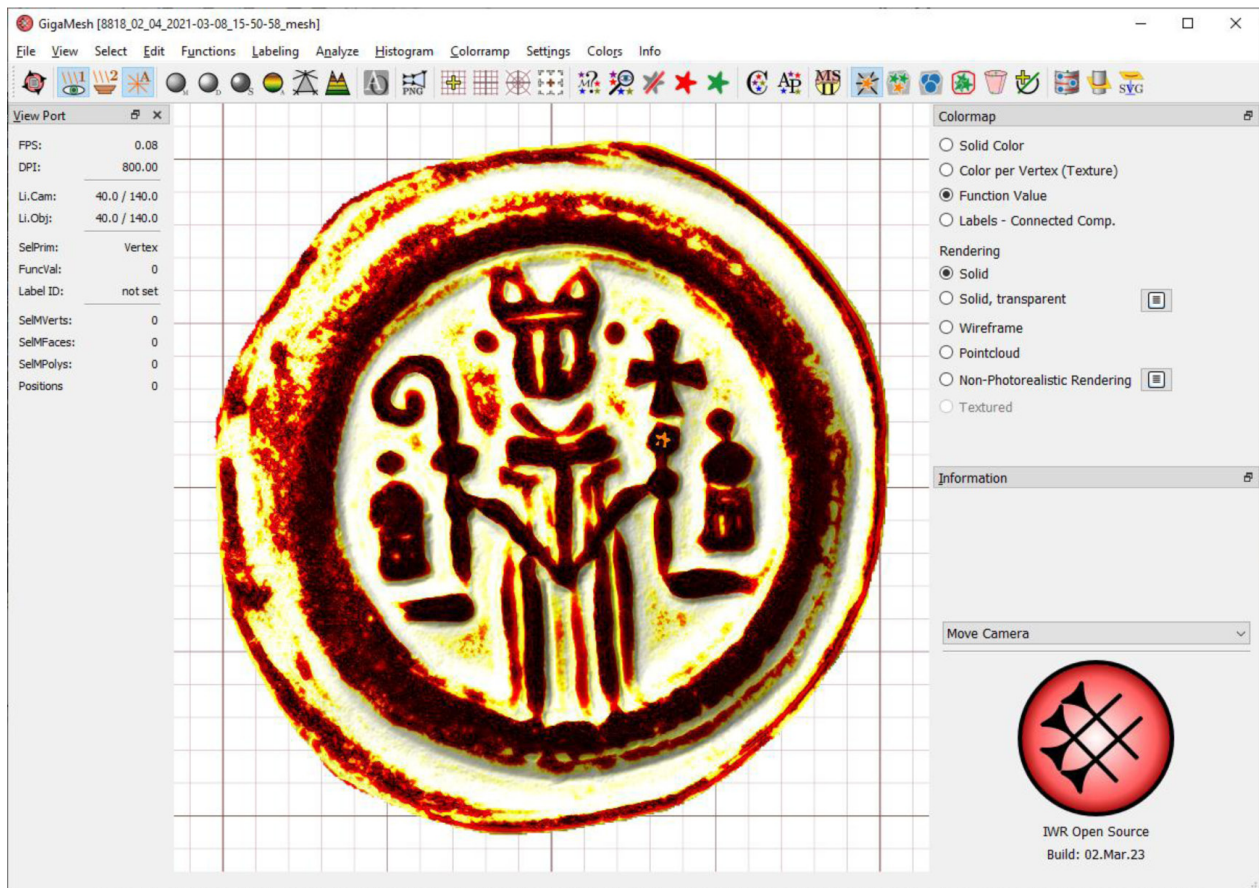 GigaMesh [8818_02_04_2021-03-08_15-50-58_mesh]
File View Select Edit Functions Labeling Analyze Histogram Colorramp Settings Colors Info
View Port
FPS: 0.08
DPI: 800.00
Li.Cam: 40.0 / 140.0
Li.Obj: 40.0 / 140.0
SelPrim: Vertex
FuncVal: 0
Label ID: not set
SelMVerts: 0
SelMFaces: 0
SelMPolys: 0
Positions 0
Colormap
Solid Color
Color per Vertex (Texture)
Function Value
Labels - Connected Comp.
Rendering
Solid
Solid, transparent
Wireframe
Pointcloud
Non-Photorealistic Rendering
Textured
Information
Move Camera
IWR Open Source
Build: 02.Mar.23